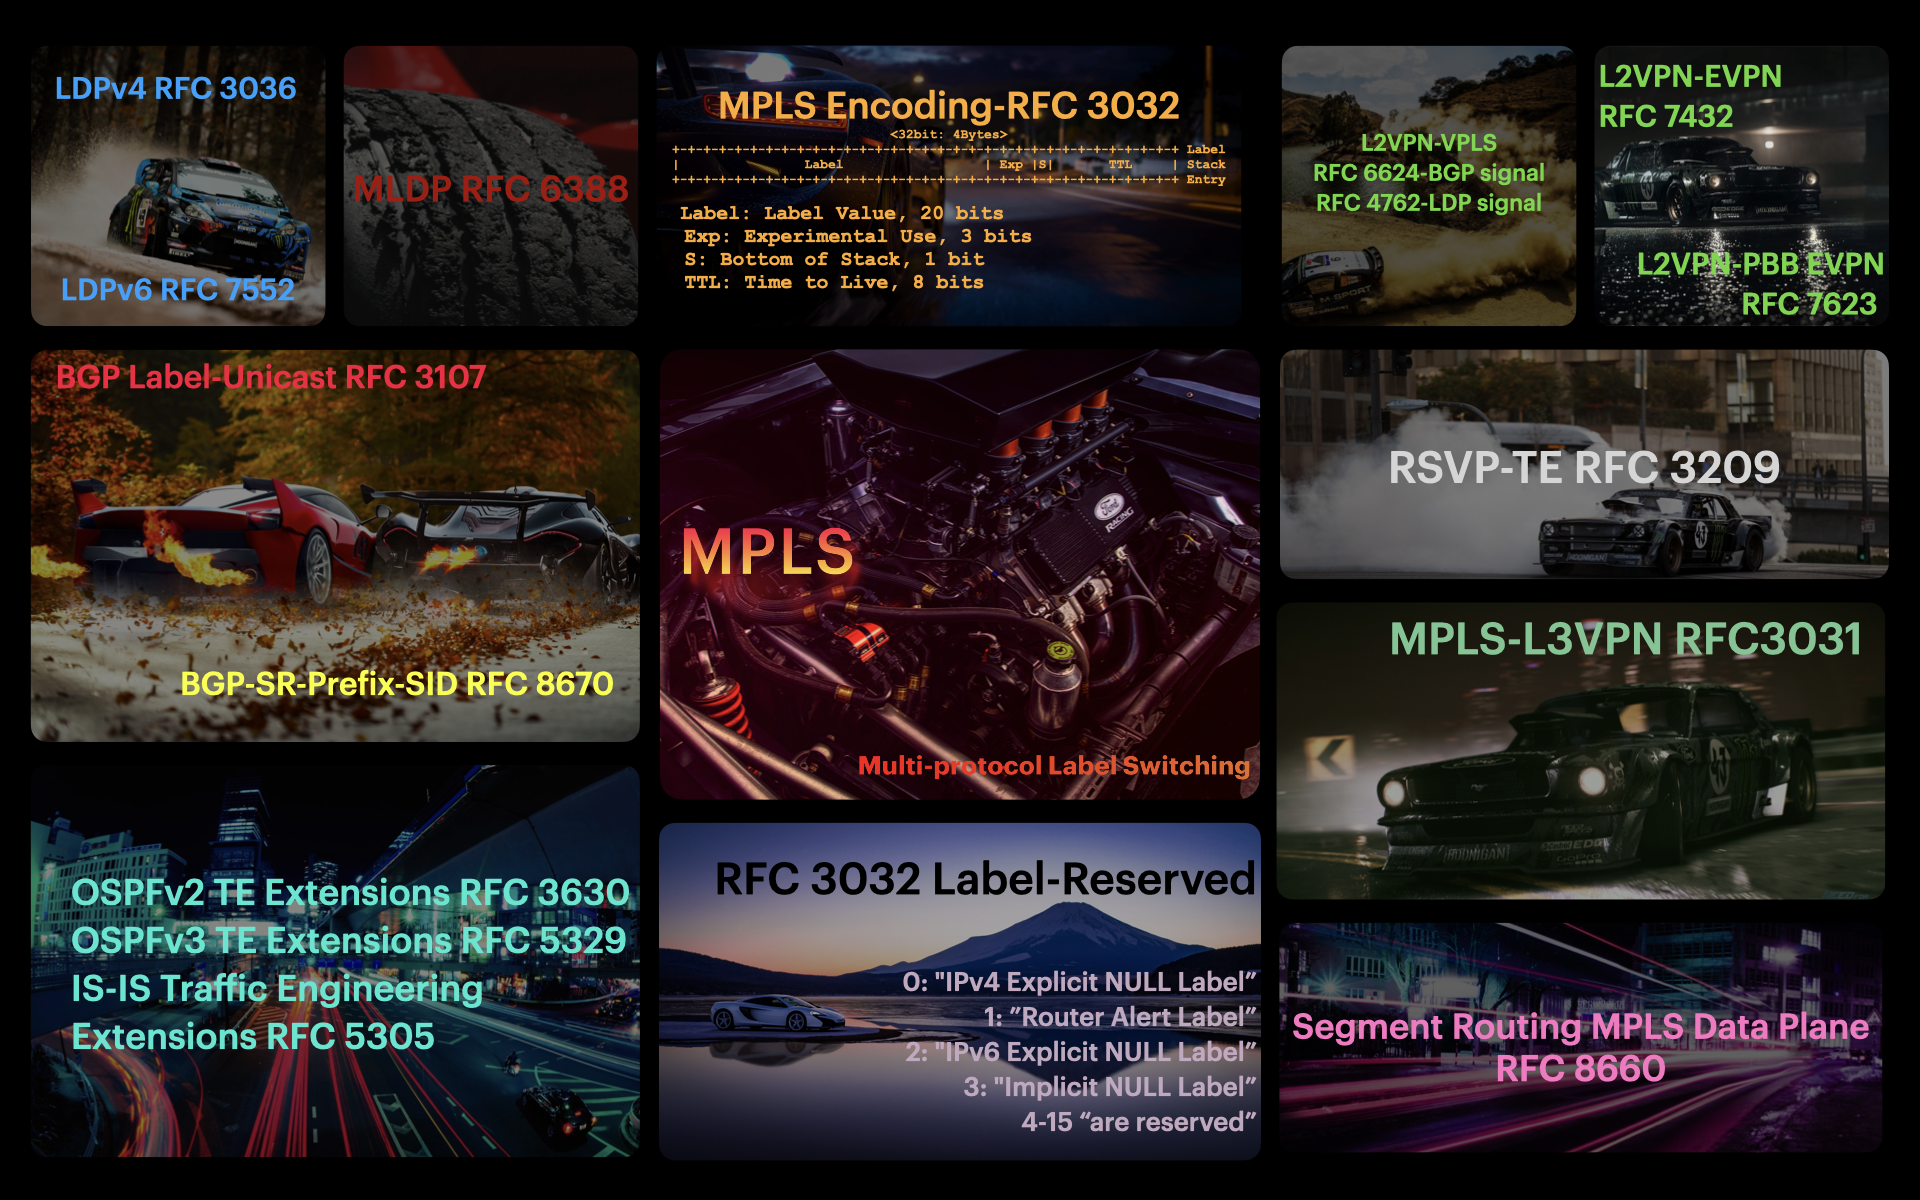 LDPv4 RFC 3036
LDPv6 RFC 7552
MLDP RFC 6388
MPLS Encoding-RFC 3032
<32bit: 4Bytes>
+-+-+-+-+-+-+-+-+-+-+-+-+-+-+-+-+-+-+-+-+-+-+-+-+-+-+-+-+-+-+-+-+ Label
| Label | Exp |S| TTL | Stack
+-+-+-+-+-+-+-+-+-+-+-+-+-+-+-+-+-+-+-+-+-+-+-+-+-+-+-+-+-+-+-+-+ Entry
Label: Label Value, 20 bits
Exp: Experimental Use, 3 bits
S: Bottom of Stack, 1 bit
TTL: Time to Live, 8 bits
L2VPN-VPLS
RFC 6624-BGP signal
RFC 4762-LDP signal
M-SPORT
L2VPN-EVPN
RFC 7432
L2VPN-PBB EVPN
RFC 7623
BGP Label-Unicast RFC 3107
BGP-SR-Prefix-SID RFC 8670
Ford
RACING
MPLS
Multi-protocol Label Switching
RSVP-TE RFC 3209
43
HOONIGAN
MPLS-L3VPN RFC3031
43
HOONIGAN
OSPFv2 TE Extensions RFC 3630
OSPFv3 TE Extensions RFC 5329
IS-IS Traffic Engineering
Extensions RFC 5305
RFC 3032 Label-Reserved
0: "IPv4 Explicit NULL Label”
1: ”Router Alert Label”
2: "IPv6 Explicit NULL Label”
3: "Implicit NULL Label”
4-15 “are reserved”
Segment Routing MPLS Data Plane
RFC 8660